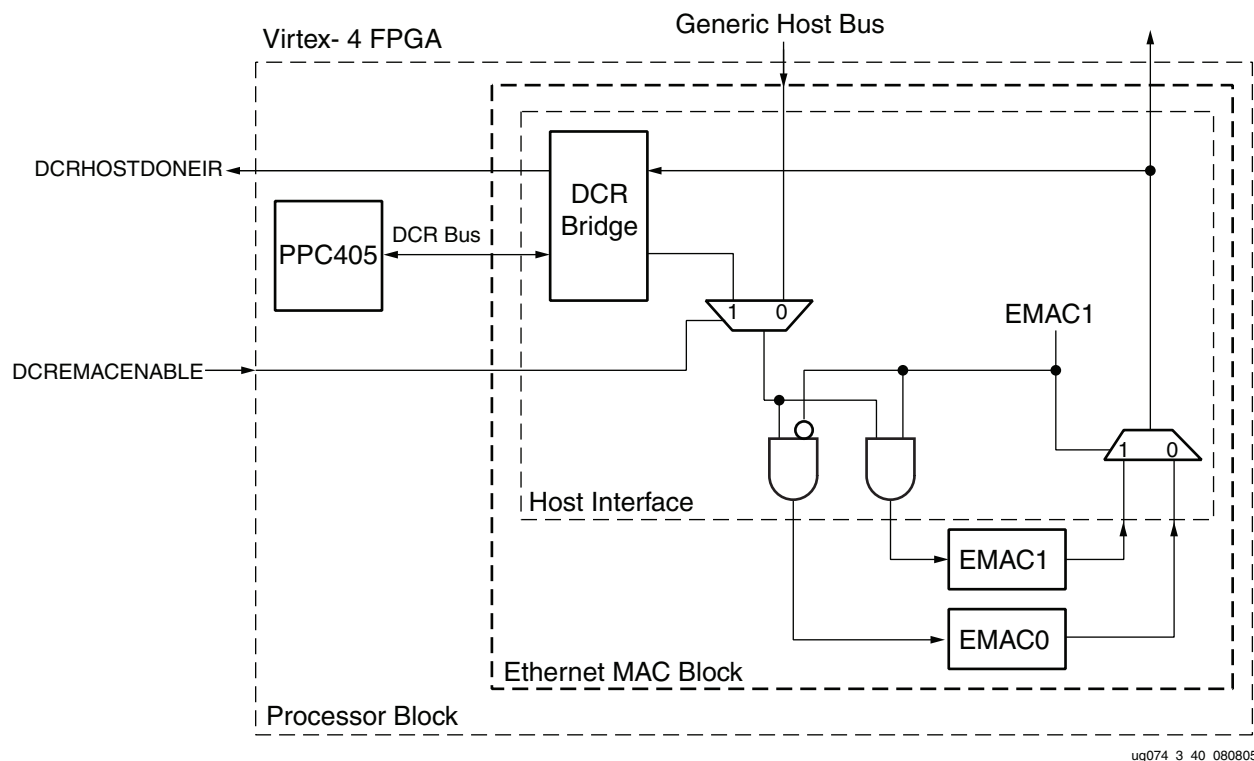 Generic Host Bus
Virtex- 4 FPGA
DCRHOSTDONEIR
DCR
Bridge
DCR Bus
PPC405
1 0
EMAC1
DCREMACENABLE
1 0
Host Interface
EMAC1
EMAC0
Ethernet MAC Block
Processor Block
ug074_3_40_080805